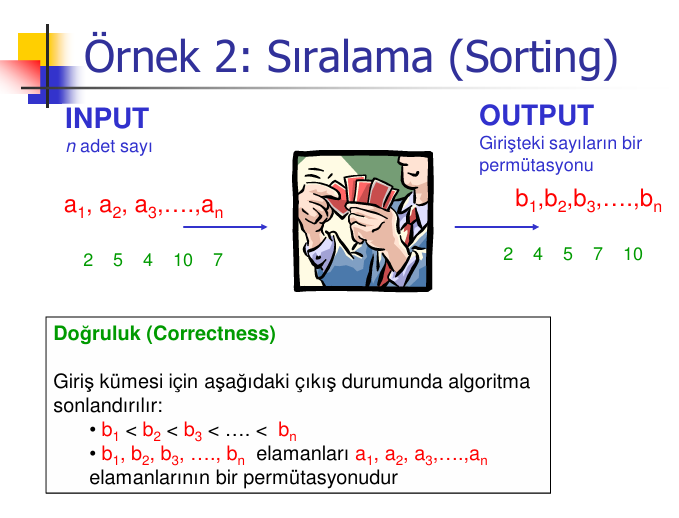 Örnek 2: Sıralama (Sorting)
INPUT
n adet sayı
a1, a2, a3,….,an
2 5 4 10 7
OUTPUT
Girişteki sayıların bir
permütasyonu
b1,b2,b3,….,bn
2 4 5 7 10
Doğruluk (Correctness)
Giriş kümesi için aşağıdaki çıkış durumunda algoritma
sonlandırılır:
• b1 < b2 < b3 < …. < bn
• b1, b2, b3, …., bn elamanları a1, a2, a3,….,an
elamanlarının bir permütasyonudur